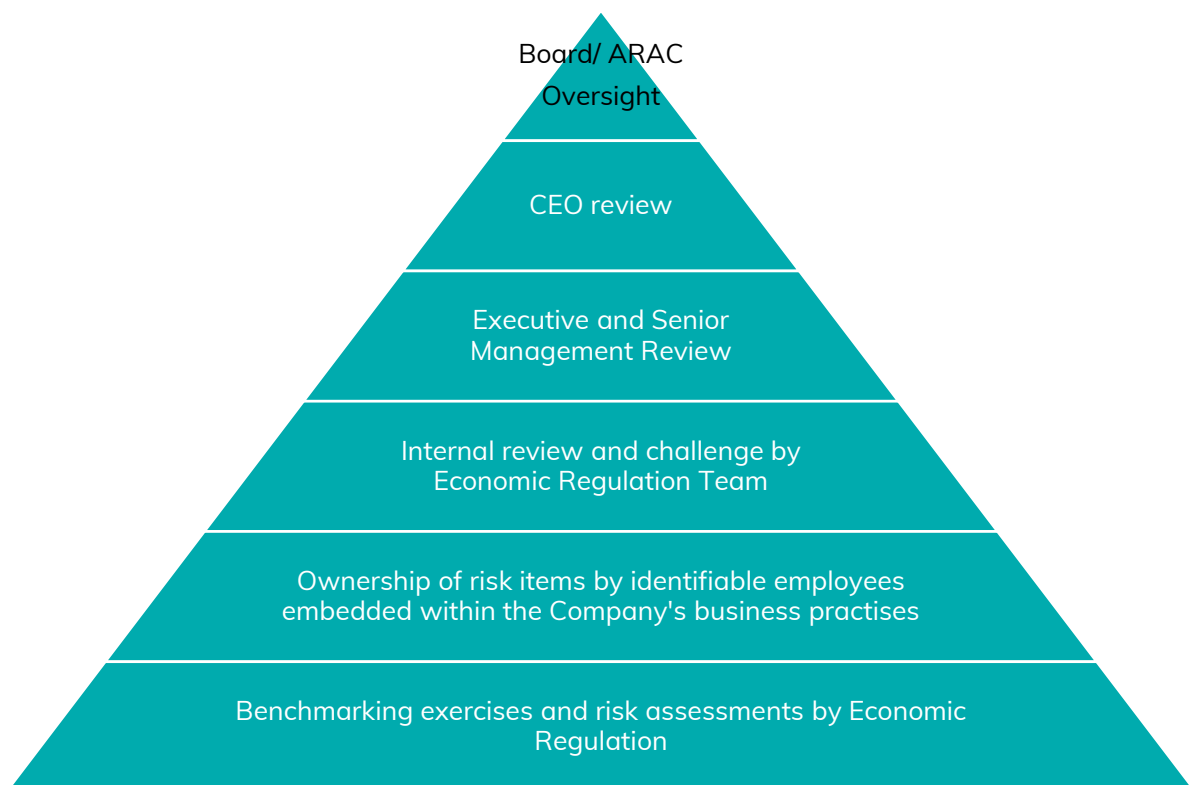 Board/ ARAC
Oversight
CEO review
Executive and Senior
Management Review
Internal review and challenge by
Economic Regulation Team
Ownership of risk items by identifiable employees
embedded within the Company's business practises
Benchmarking exercises and risk assessments by Economic
Regulation